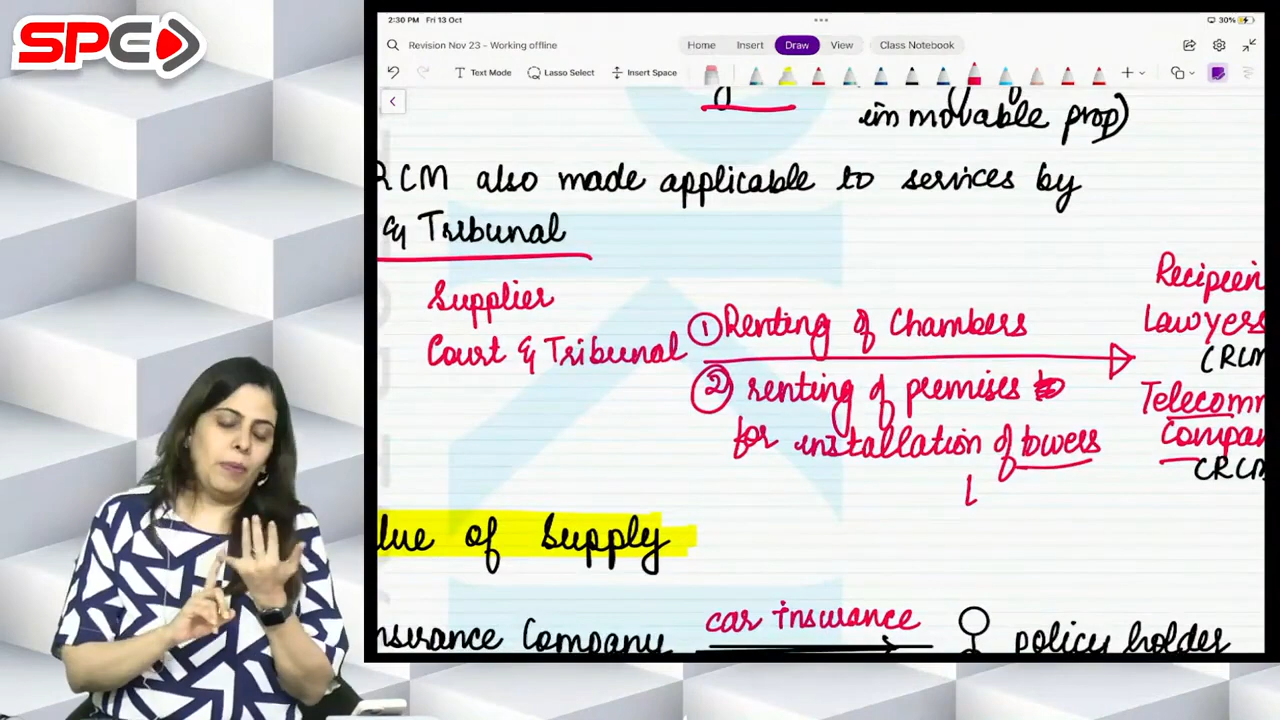 SPC
2:30 PM Fri 13 Oct
30%
Revision Nov 23 - Working offline
Home Insert Draw View Class Notebook
Text Mode Lasso Select Insert Space
immovable prop)
RCM also made applicable to services by
& Tribunal
Supplier
Court & Tribunal
① Renting of Chambers
② renting of premises
for installation of towers
Recipien
Lawyers
(RCM
Telecomm
Compan
(RCM
lue of Supply
nsurance Company
car insurance
policy holder